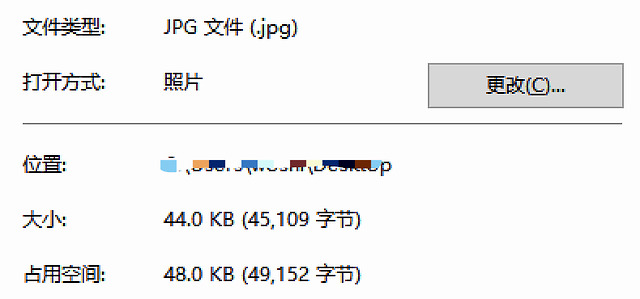 文件类型: JPG 文件 (.jpg)
打开方式: 照片 更改(C)...
位置:
大小: 44.0 KB (45,109 字节)
占用空间: 48.0 KB (49,152 字节)